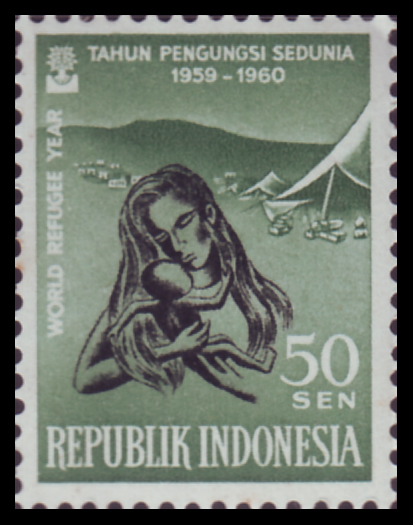 TAHUN PENGUNGSI SEDUNIA
1959 - 1960
WORLD REFUGEE YEAR
50
SEN
REPUBLIK INDONESIA